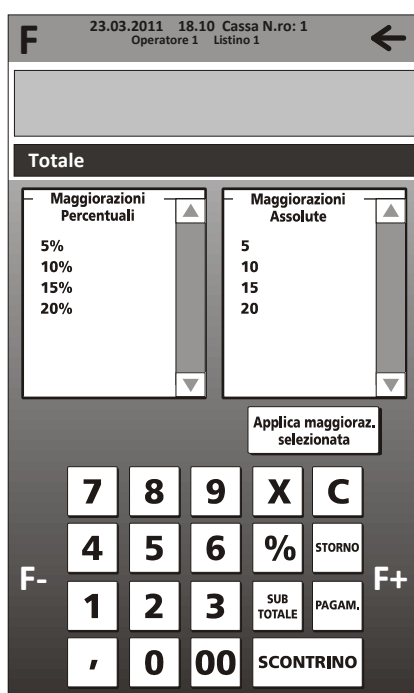 F
23.03.2011 18.10 Cassa N.ro: 1
Operatore 1 Listino 1
Totale
Maggiorazioni
Percentuali
5%
10%
15%
20%
Maggiorazioni
Assolute
5
10
15
20
Applica maggioraz.
selezionata
7 8 9 X C
4 5 6 % STORNO
F- F+
1 2 3 SUB TOTALE PAGAM.
, 0 00 SCONTRINO